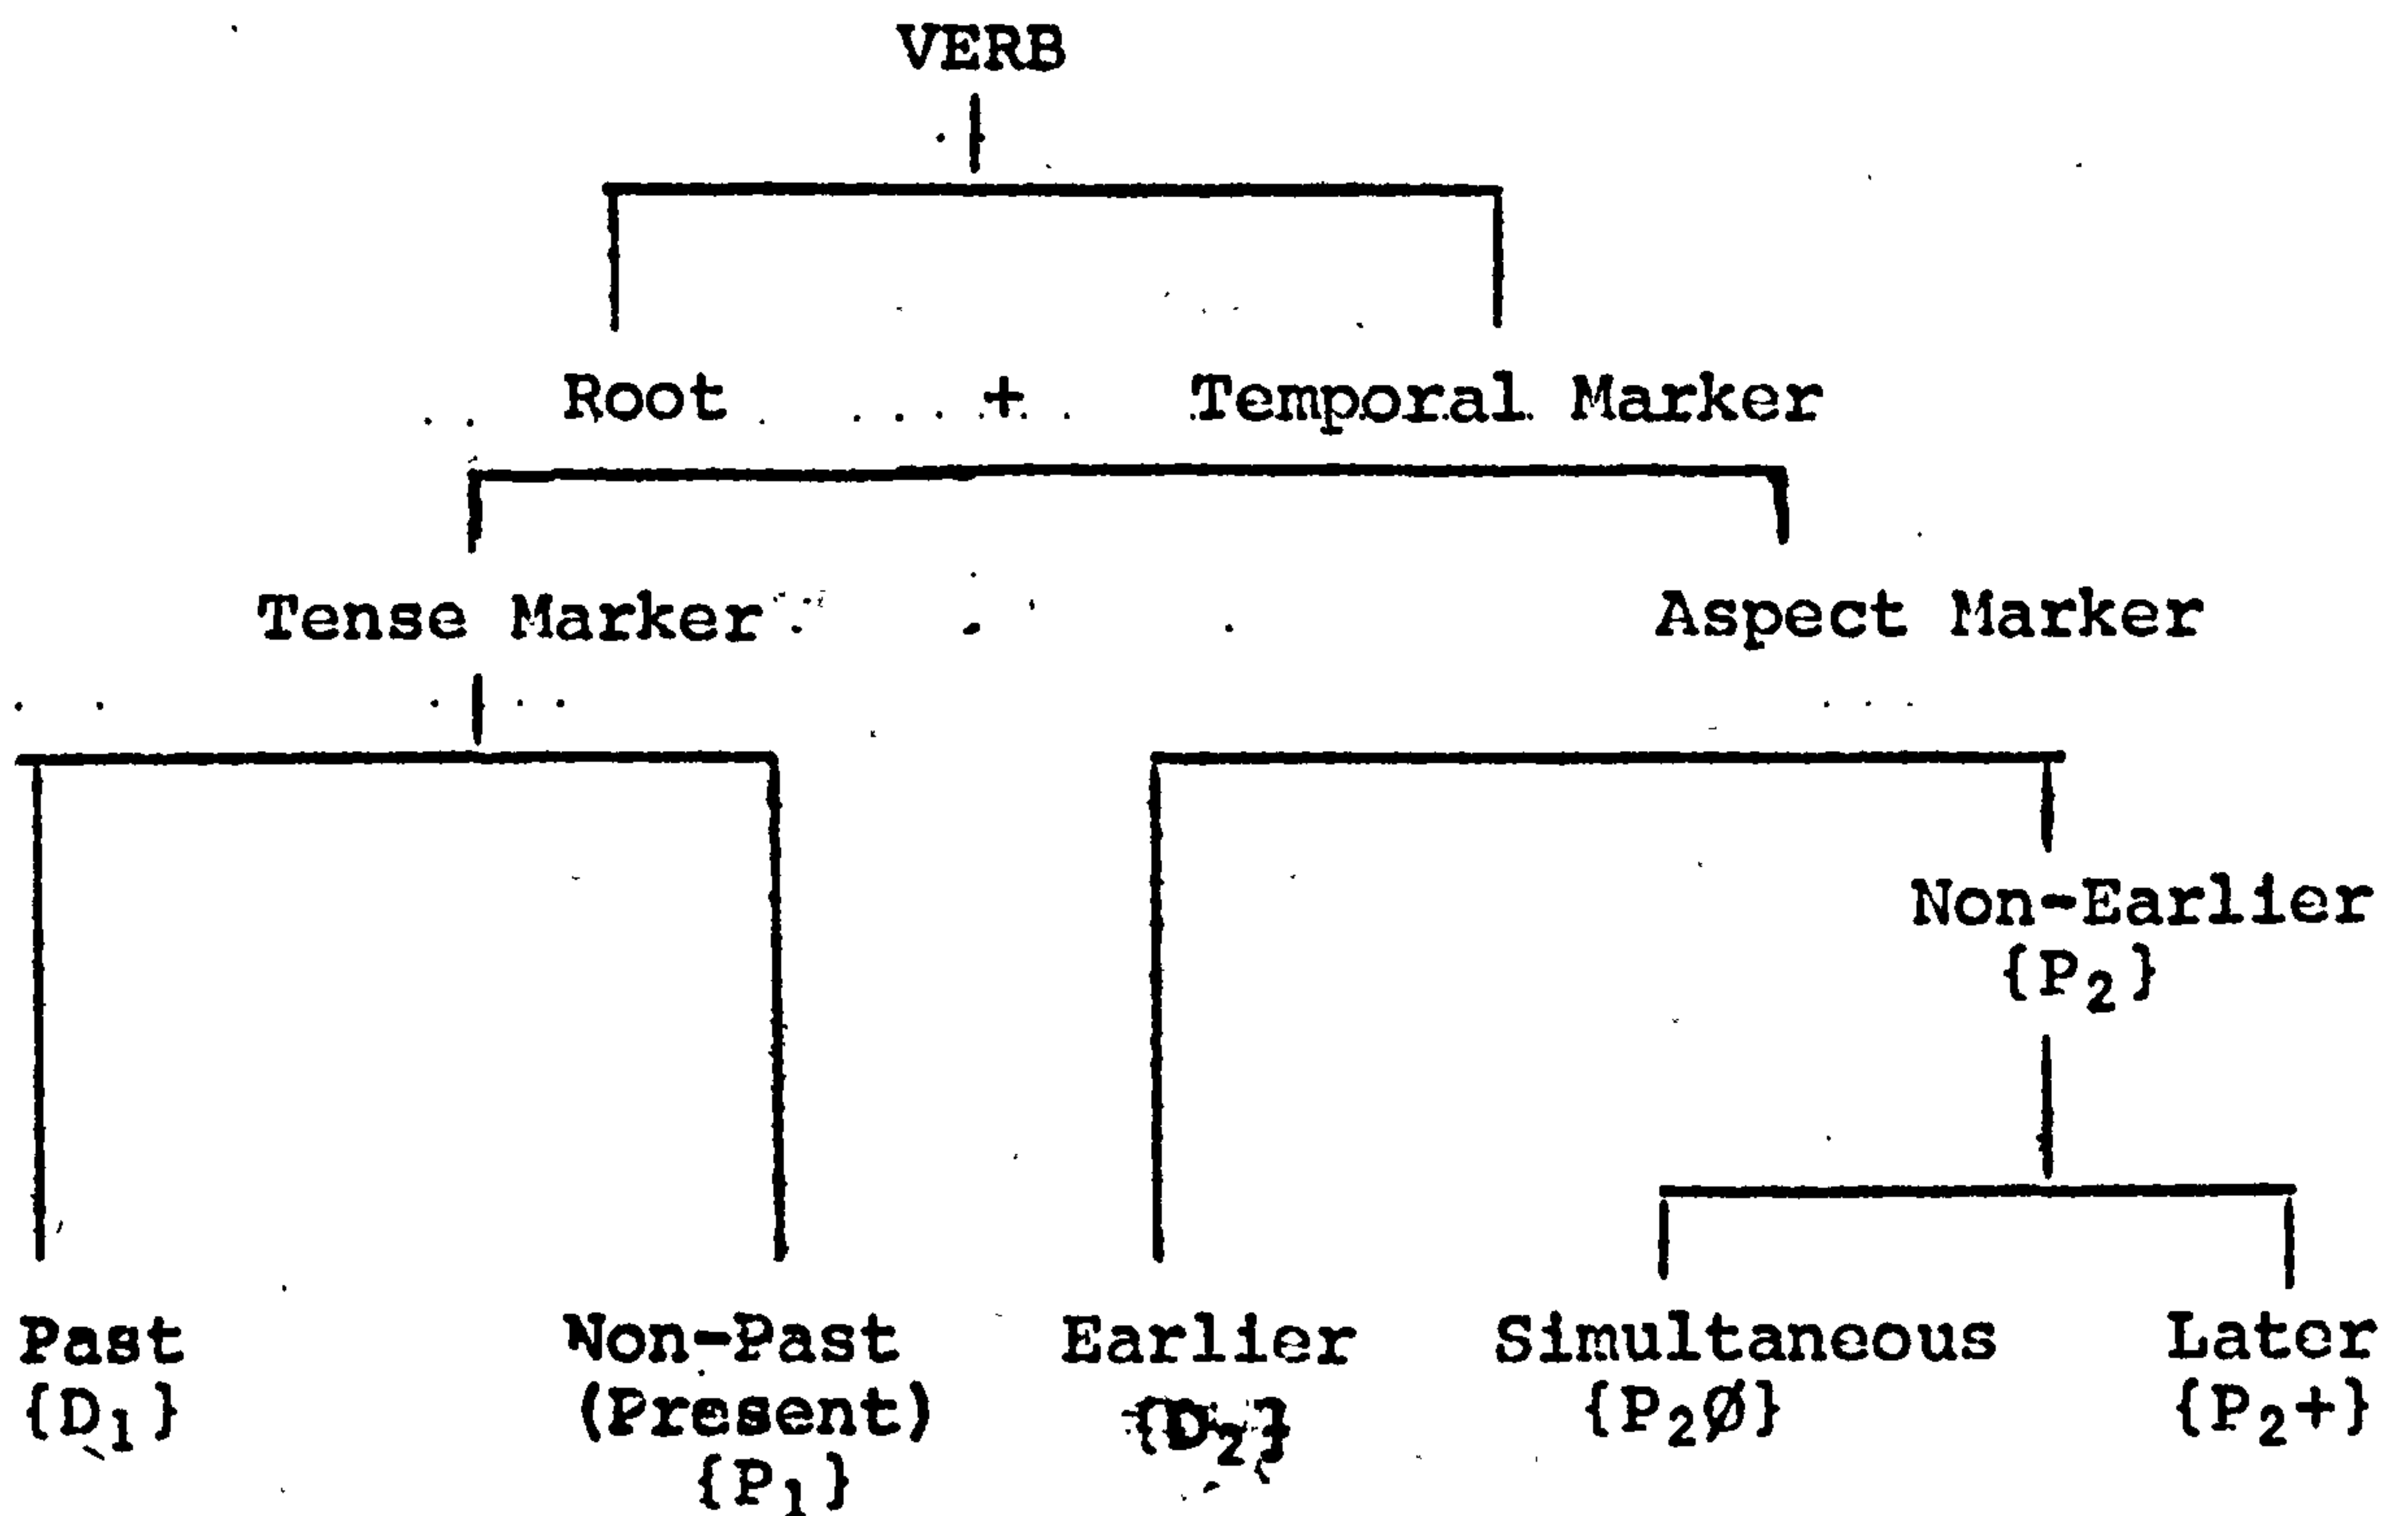 VERB
Root + Temporal Marker
Tense Marker Aspect Marker
Non-Earlier
{P₂}
Past Non-Past Earlier Simultaneous Later
{D₁} (Present) {D₂} {P₂Ø} {P₂+}
{P₁}